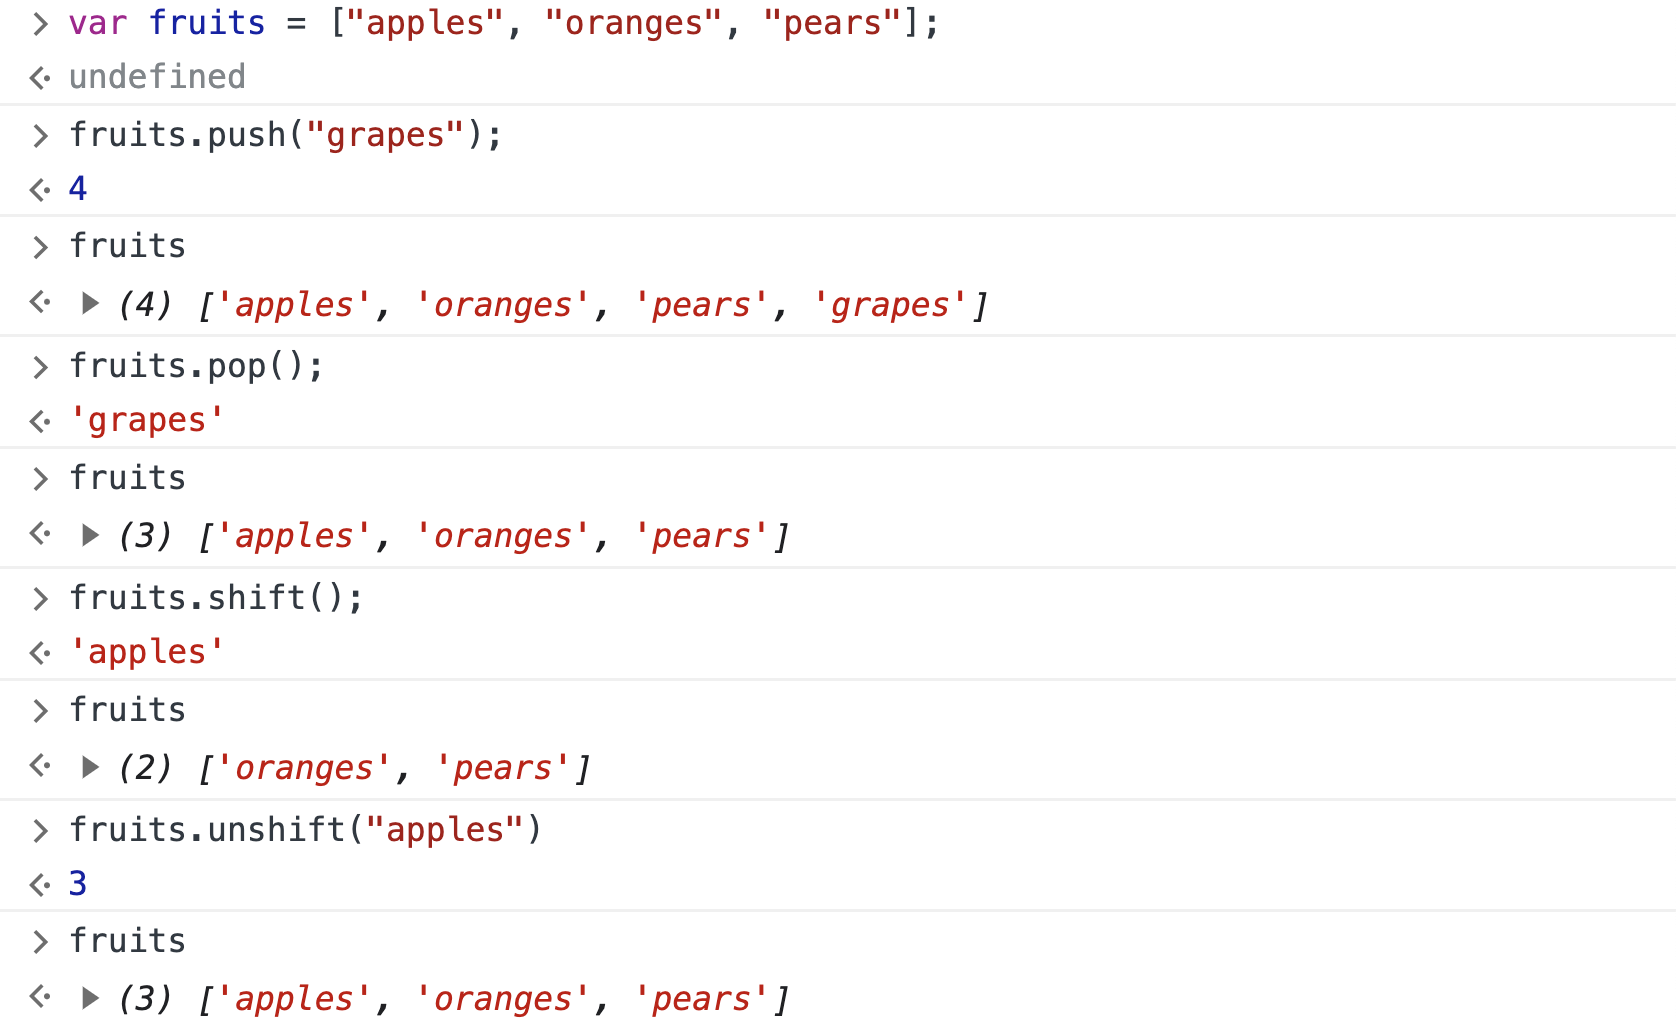 > var fruits = ["apples", "oranges", "pears"];
<· undefined
> fruits.push("grapes");
<· 4
> fruits
<· ▶ (4) ['apples', 'oranges', 'pears', 'grapes']
> fruits.pop();
<· 'grapes'
> fruits
<· ▶ (3) ['apples', 'oranges', 'pears']
> fruits.shift();
<· 'apples'
> fruits
<· ▶ (2) ['oranges', 'pears']
> fruits.unshift("apples")
<· 3
> fruits
<· ▶ (3) ['apples', 'oranges', 'pears']